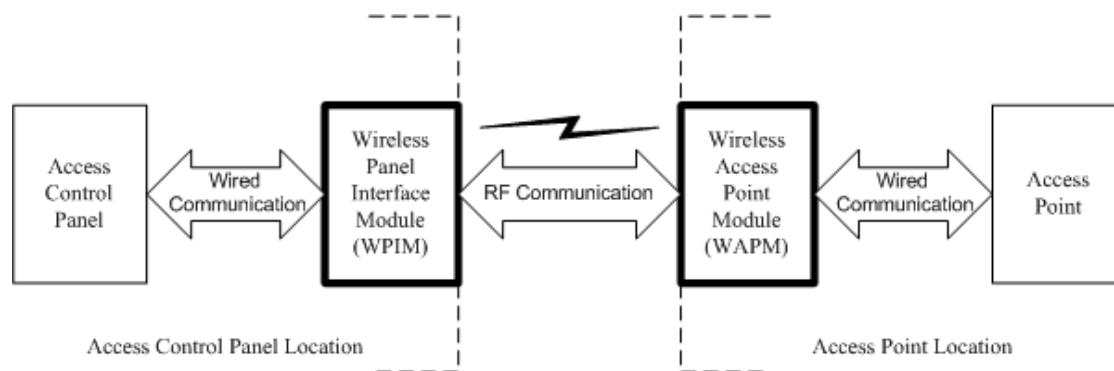 Access
Control
Panel
Wired
Communication
Wireless
Panel
Interface
Module
(WPIM)
RF Communication
Wireless
Access
Point
Module
(WAPM)
Wired
Communication
Access
Point
Access Control Panel Location
Access Point Location